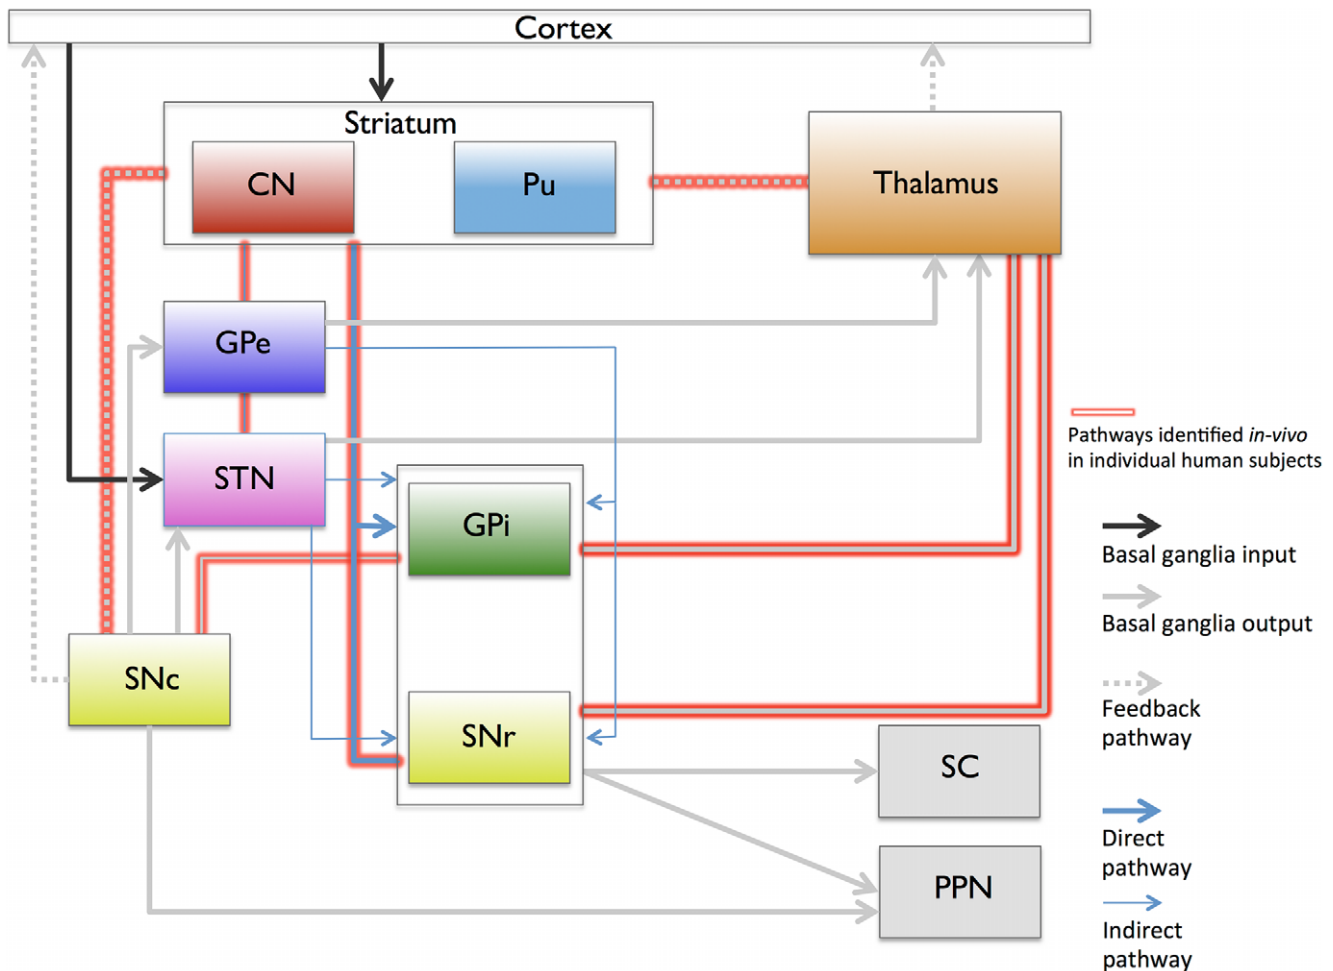 Cortex
Striatum
CN
Pu
Thalamus
GPe
STN
GPi
SNc
SNr
SC
PPN
Pathways identified in-vivo
in individual human subjects
Basal ganglia input
Basal ganglia output
Feedback
pathway
Direct
pathway
Indirect
pathway